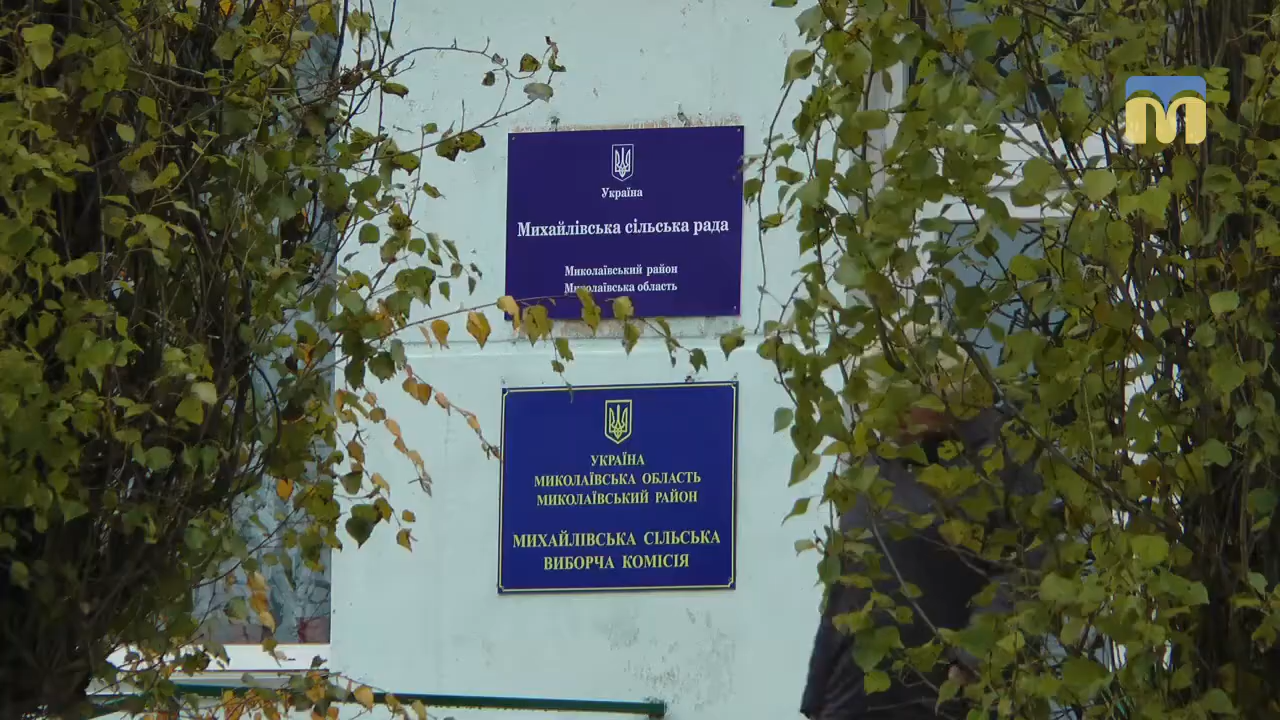 Україна
Михайлівська сільська рада
Миколаївський район
Миколаївська область
УКРАЇНА
МИКОЛАЇВСЬКА ОБЛАСТЬ
МИКОЛАЇВСЬКИЙ РАЙОН
МИХАЙЛІВСЬКА СІЛЬСЬКА
ВИБОРЧА КОМІСІЯ